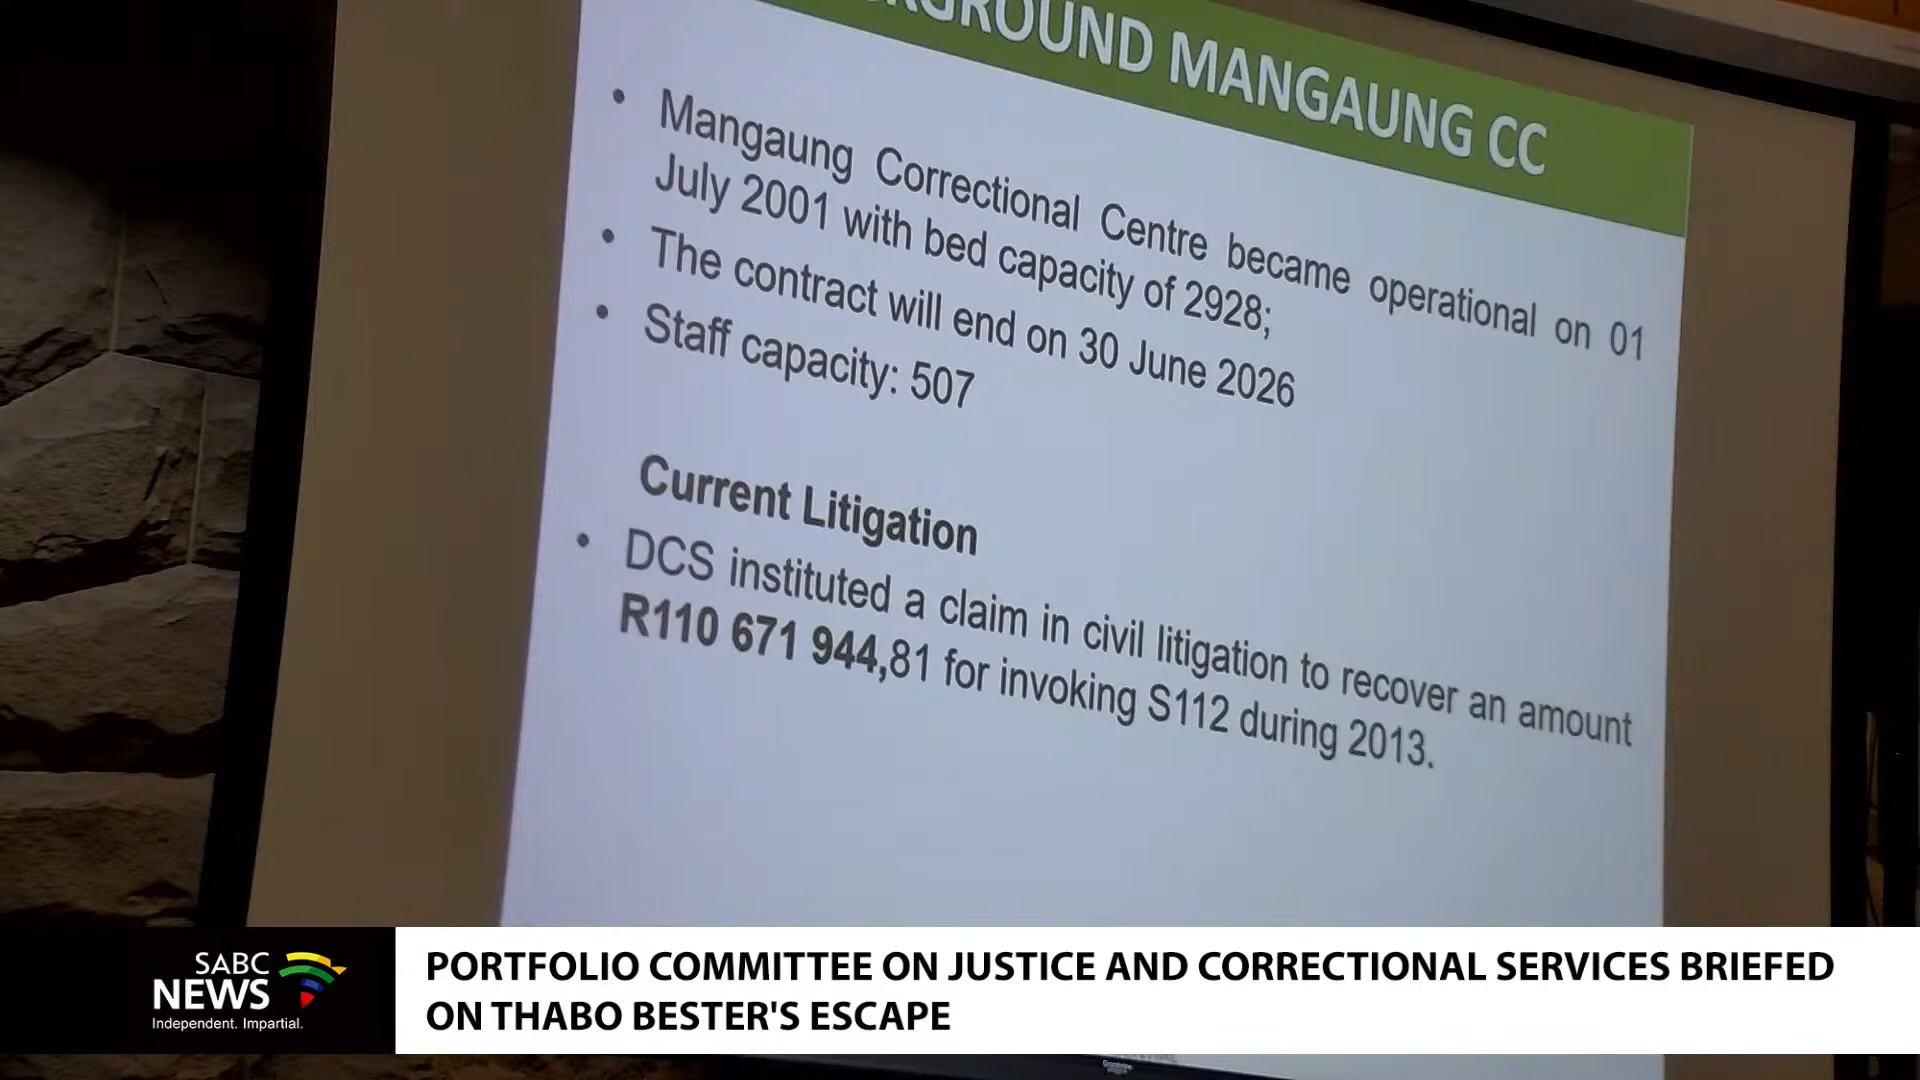 MANGAUNG CC
• Mangaung Correctional Centre became operational on 01
July 2001 with bed capacity of 2928;
• The contract will end on 30 June 2026
• Staff capacity: 507
Current Litigation
• DCS instituted a claim in civil litigation to recover an amount
R110 671 944,81 for invoking S112 during 2013.
SABC
NEWS
Independent. Impartial.
PORTFOLIO COMMITTEE ON JUSTICE AND CORRECTIONAL SERVICES BRIEFED
ON THABO BESTER'S ESCAPE